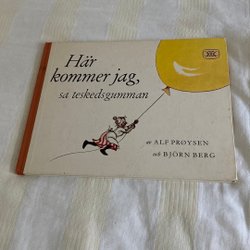 Här
kommer jag,
sa teskedsgumman
av ALF PRØYSEN
och BJÖRN BERG